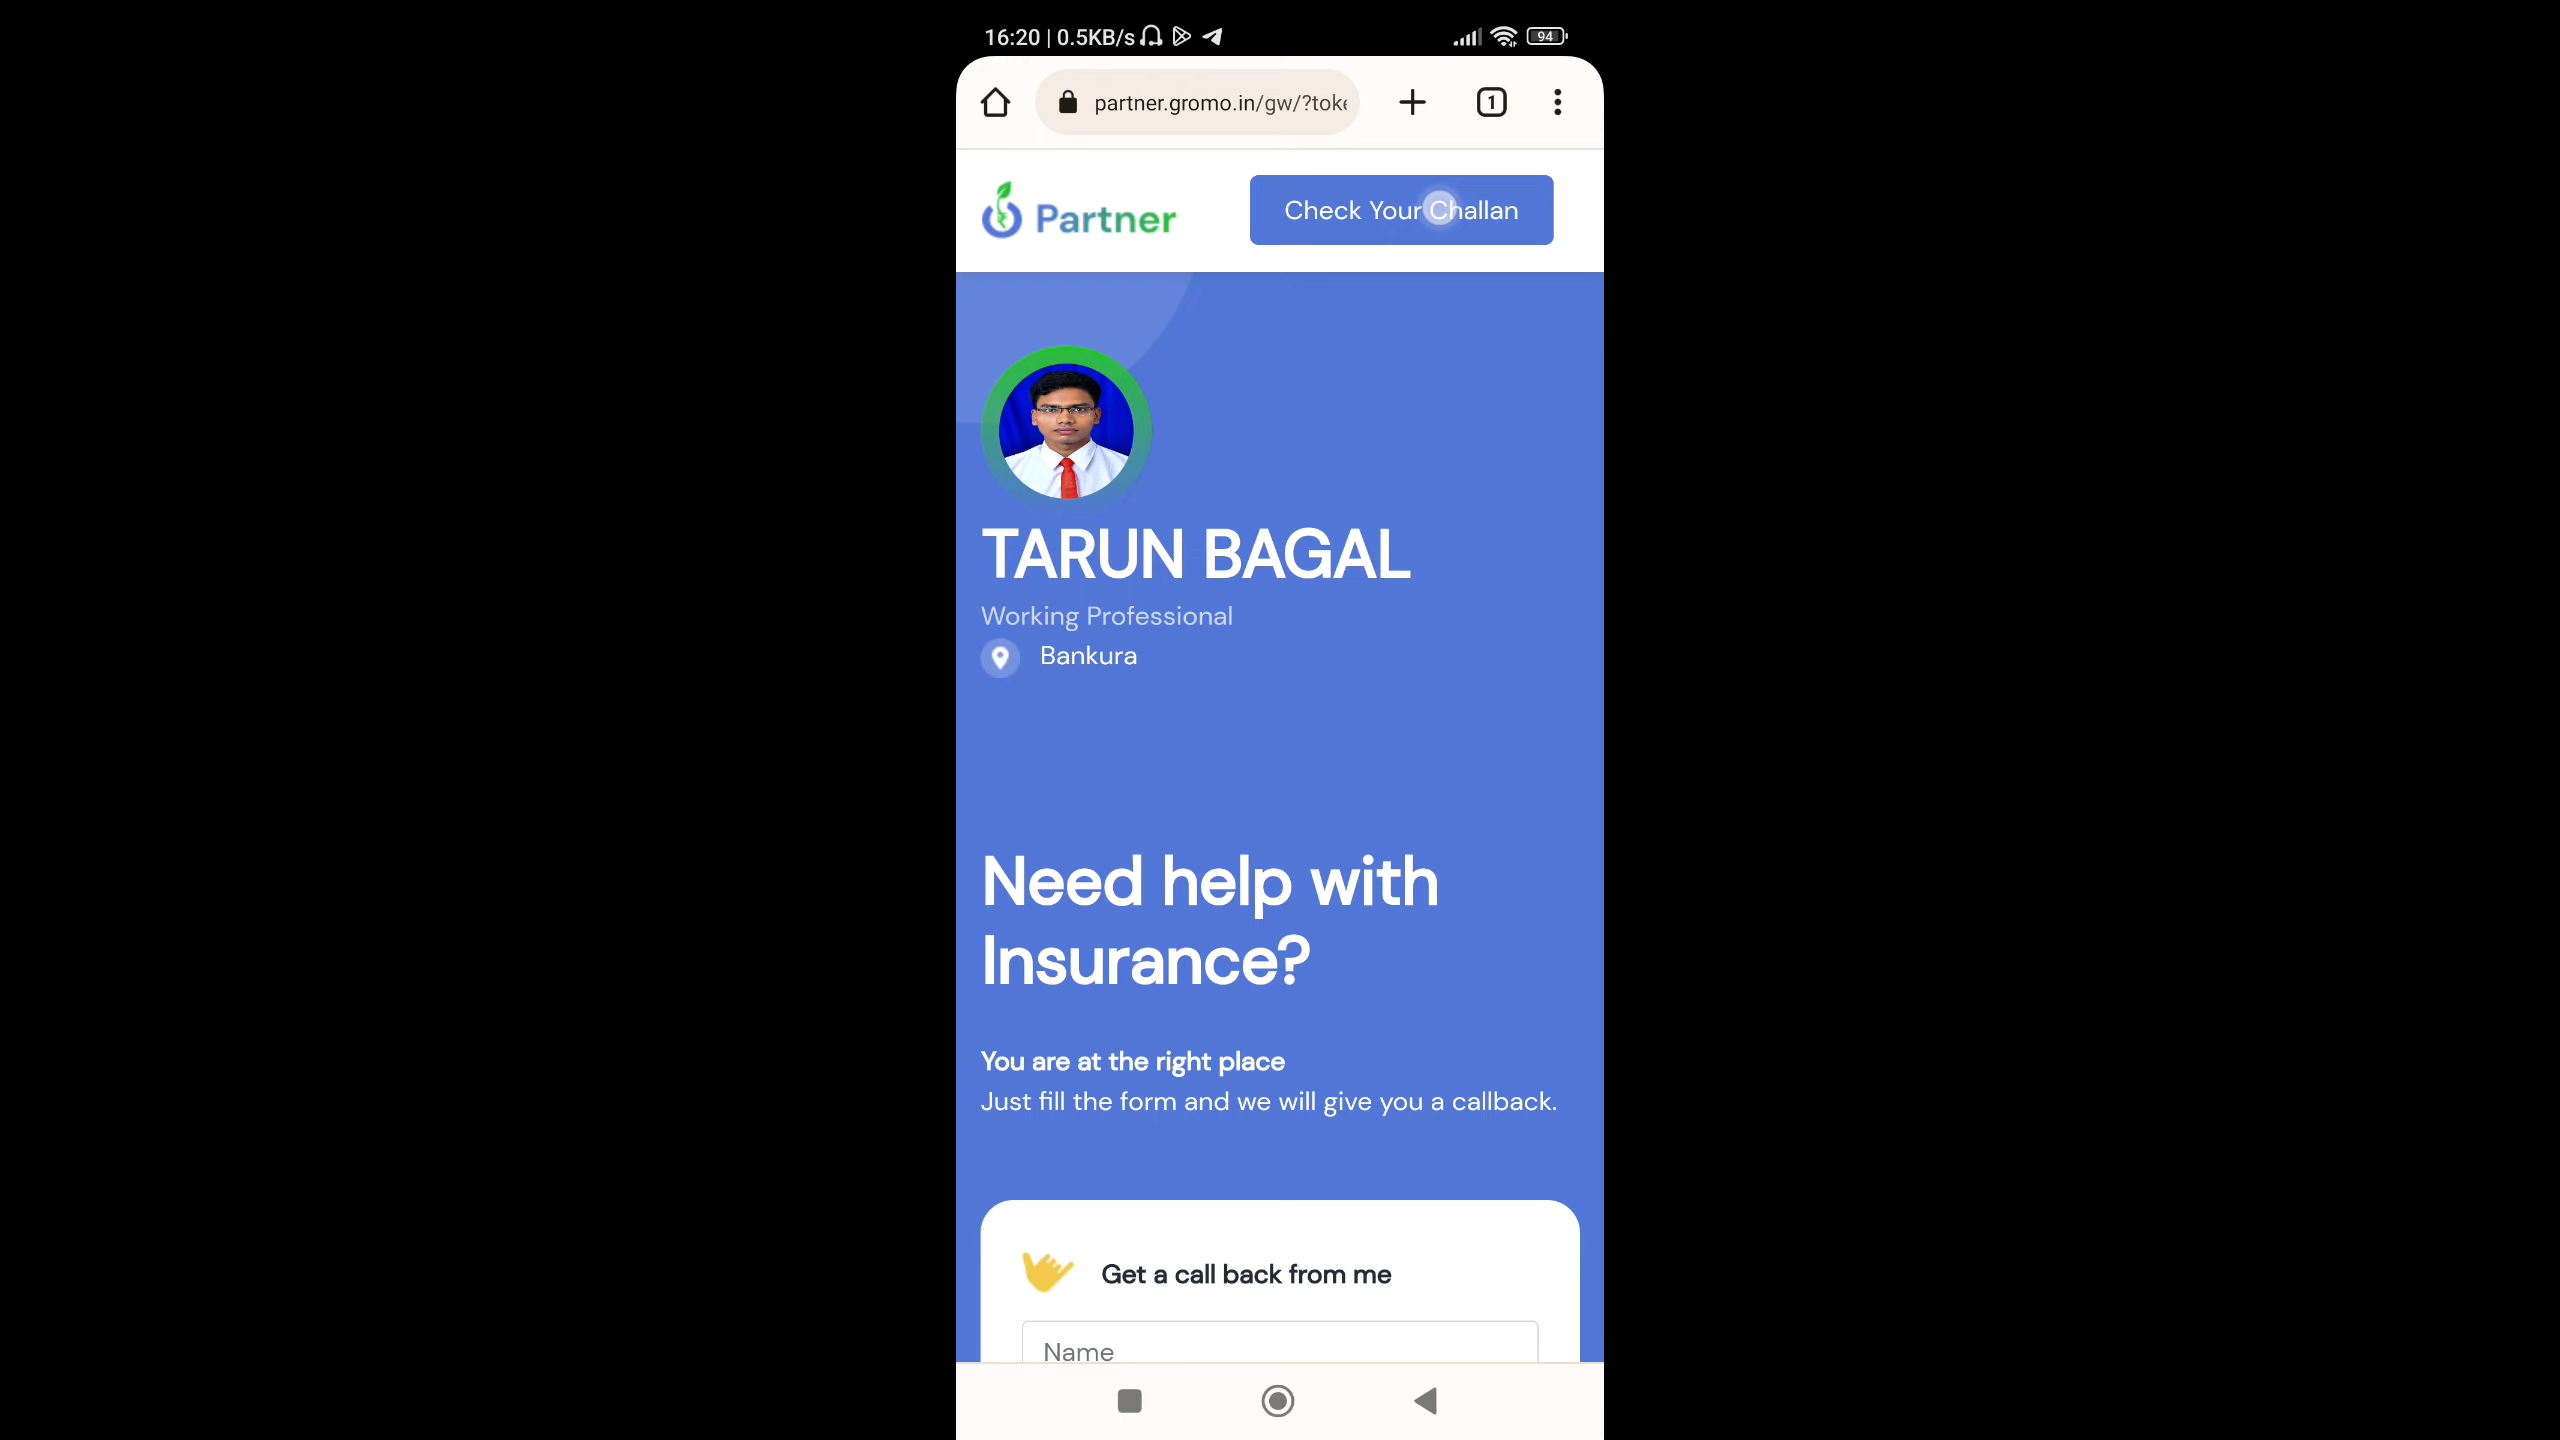 16:20 | 0.5KB/s
94
partner.gromo.in/gw/?toke
1
Partner
Check Your Challan
TARUN BAGAL
Working Professional
Bankura
Need help with
Insurance?
You are at the right place
Just fill the form and we will give you a callback.
Get a call back from me
Name